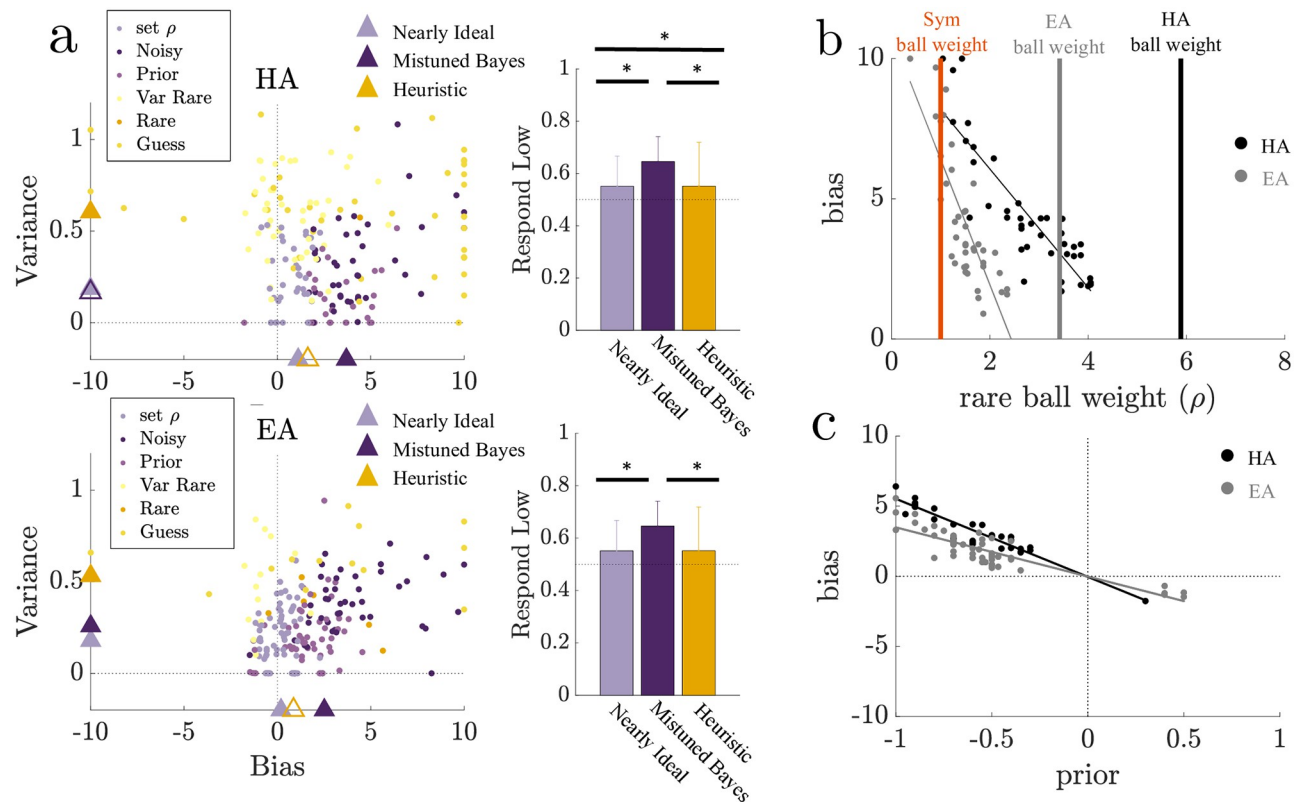 a
set ρ
Noisy
Prior
Var Rare
Rare
Guess
HA
Nearly Ideal
Mistuned Bayes
Heuristic
Variance
1
0.5
0
-10
-5
0
5
10
*
*
*
Respond Low
1
0.8
0.6
0.4
0.2
0
Nearly Ideal
Mistuned Bayes
Heuristic
set ρ
Noisy
Prior
Var Rare
Rare
Guess
EA
Nearly Ideal
Mistuned Bayes
Heuristic
Variance
1
0.5
0
-10
-5
0
5
10
Bias
*
*
Respond Low
1
0.8
0.6
0.4
0.2
0
Nearly Ideal
Mistuned Bayes
Heuristic
b
Sym
ball weight
EA
ball weight
HA
ball weight
bias
10
5
0
0
2
4
6
8
rare ball weight (ρ)
HA
EA
c
bias
10
5
0
-5
-10
-1
-0.5
0
0.5
1
prior
HA
EA